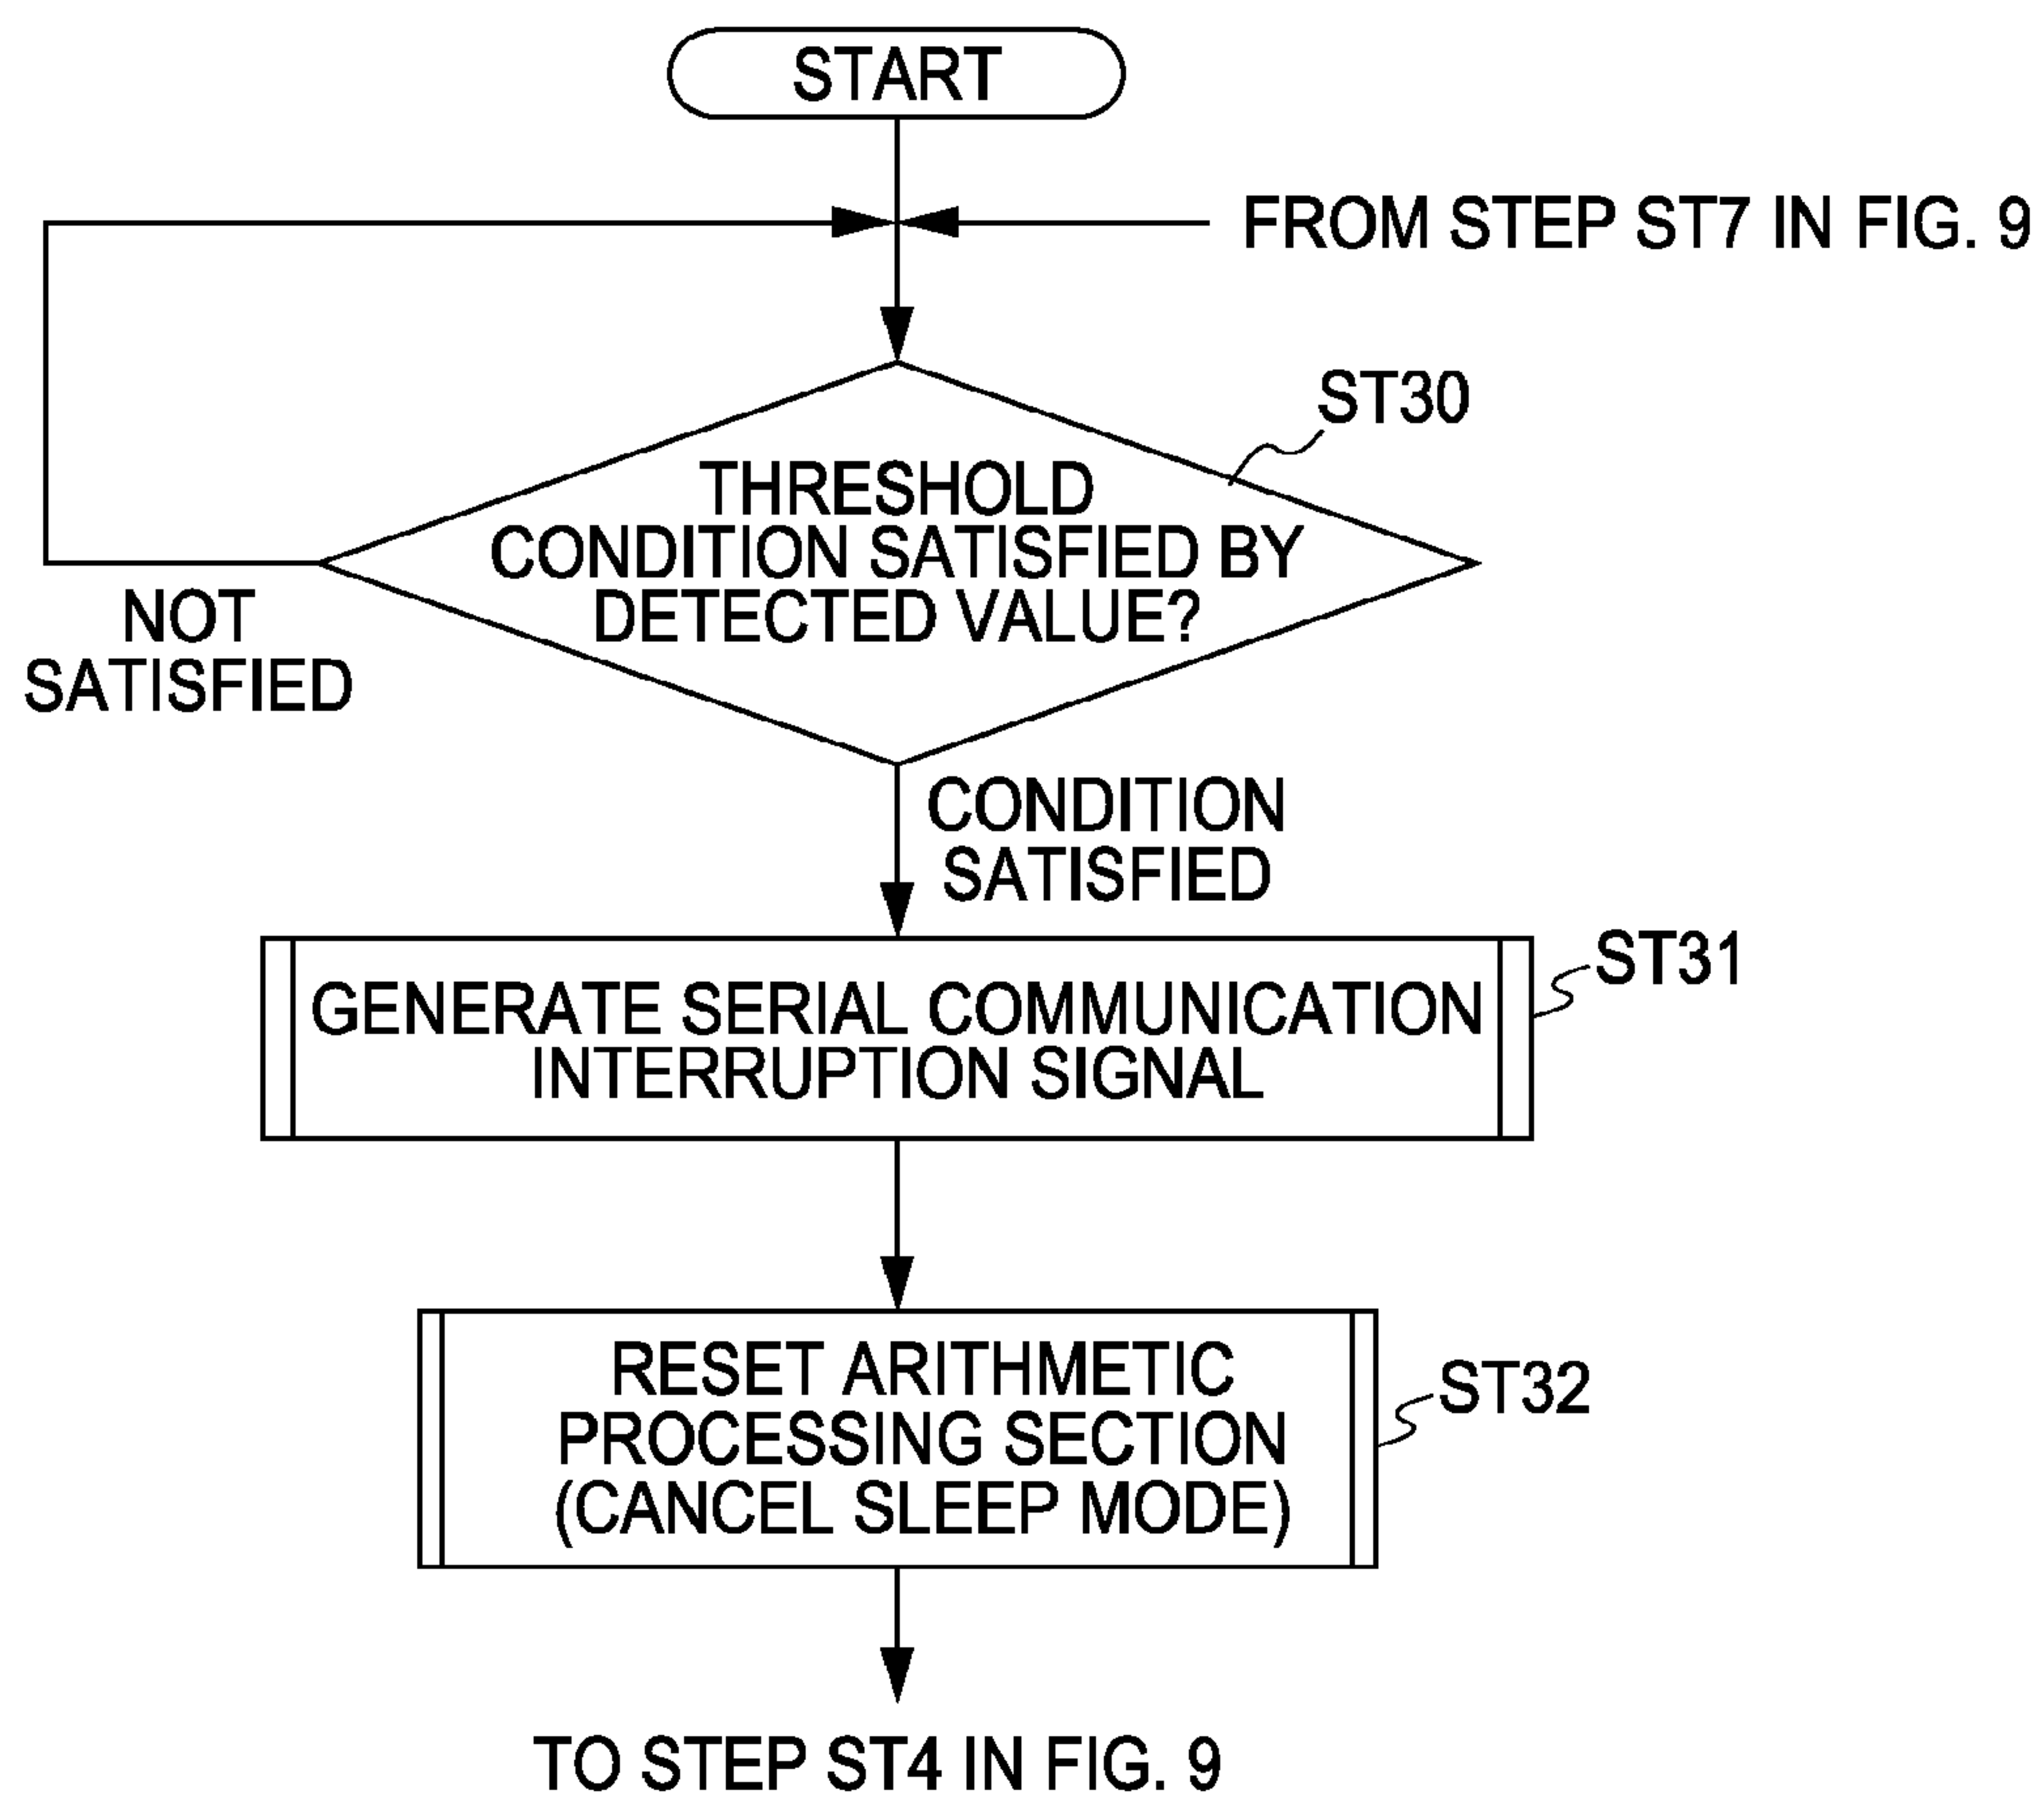 START
FROM STEP ST7 IN FIG. 9
ST30
THRESHOLD
CONDITION SATISFIED BY
DETECTED VALUE?
NOT
SATISFIED
CONDITION
SATISFIED
ST31
GENERATE SERIAL COMMUNICATION
INTERRUPTION SIGNAL
ST32
RESET ARITHMETIC
PROCESSING SECTION
(CANCEL SLEEP MODE)
TO STEP ST4 IN FIG. 9